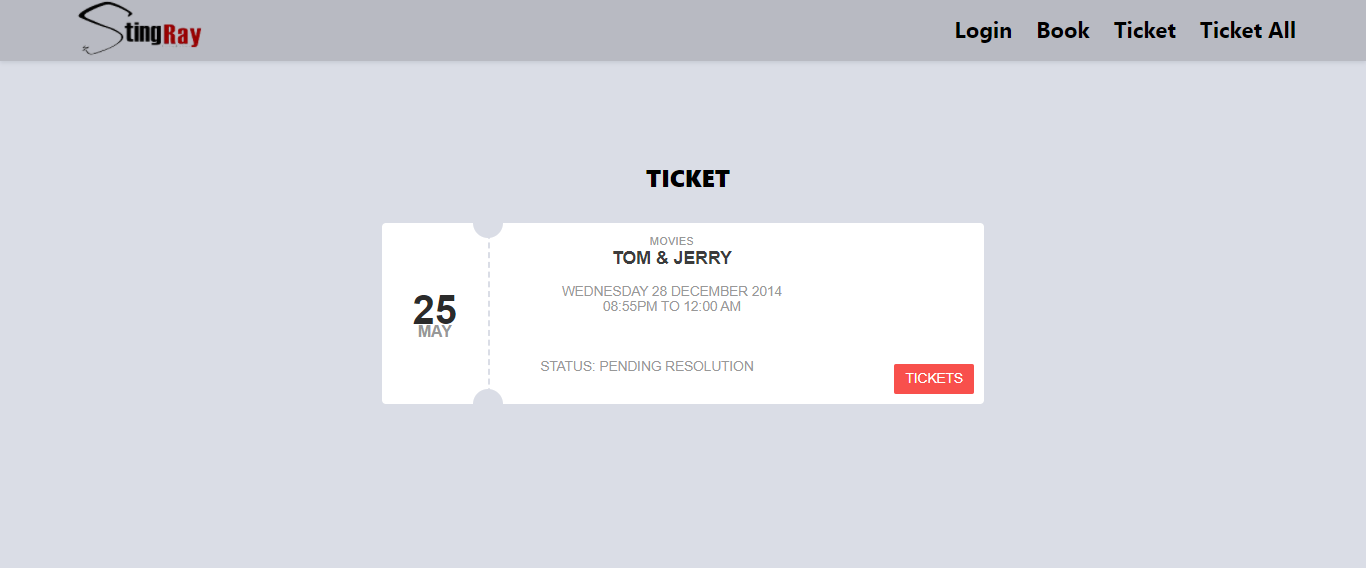 StingRay
Login Book Ticket Ticket All
TICKET
25
MAY
MOVIES
TOM & JERRY
WEDNESDAY 28 DECEMBER 2014
08:55PM TO 12:00 AM
STATUS: PENDING RESOLUTION
TICKETS